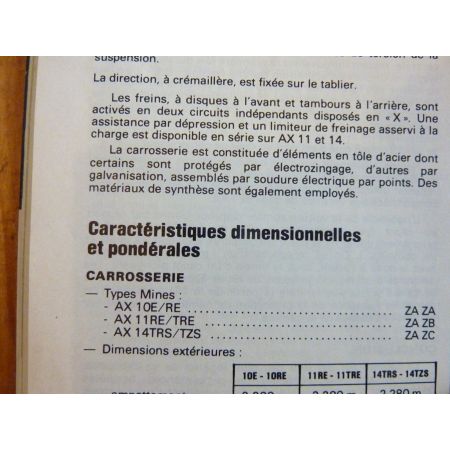 suspension.
La direction, à crémaillère, est fixée sur le tablier.
Les freins, à disques à l'avant et tambours à l'arrière, sont
activés en deux circuits indépendants disposés en « X ». Une
assistance par dépression et un limiteur de freinage asservi à la
charge est disponible en série sur AX 11 et 14.
La carrosserie est constituée d'éléments en tôle d'acier dont
certains sont protégés par électrozingage, d'autres par
galvanisation, assemblés par soudure électrique par points. Des
matériaux de synthèse sont également employés.
Caractéristiques dimensionnelles
et pondérales
CARROSSERIE
— Types Mines :
- AX 10E/RE ........................................ ZA ZA
- AX 11RE/TRE ........................................ ZA ZB
- AX 14TRS/TZS ........................................ ZA ZC
— Dimensions extérieures :
10E - 10RE 11RE - 11TRE 14TRS - 14TZS